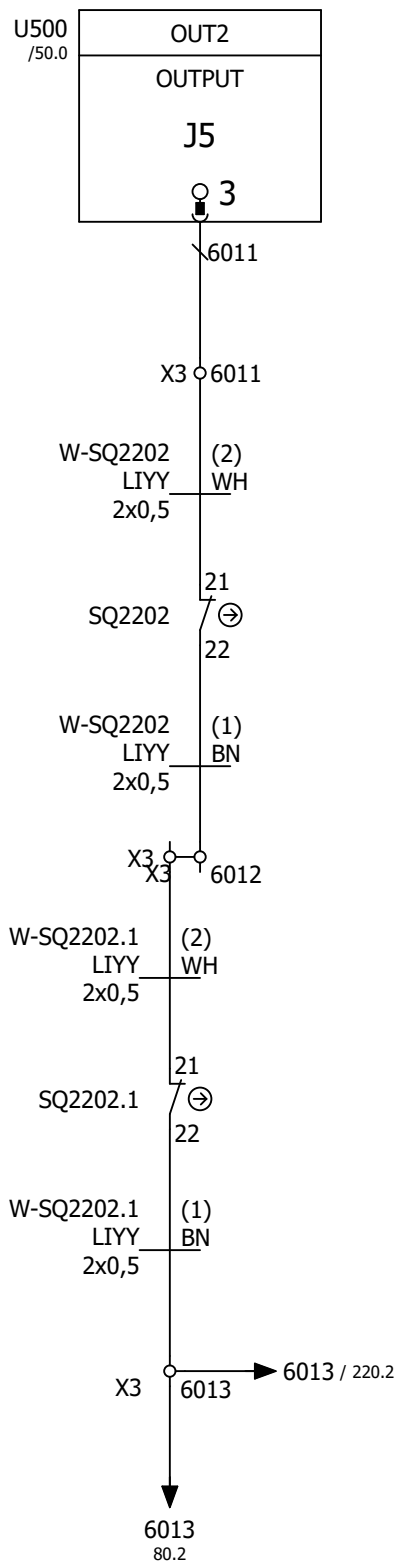 U500 OUT2
/50.0
OUTPUT
J5
3
6011
X3 6011
W-SQ2202 (2)
LIYY WH
2x0,5
21
SQ2202
22
W-SQ2202 (1)
LIYY BN
2x0,5
X3
X3 6012
W-SQ2202.1 (2)
LIYY WH
2x0,5
21
SQ2202.1
22
W-SQ2202.1 (1)
LIYY BN
2x0,5
6013 / 220.2
X3 6013
6013
80.2